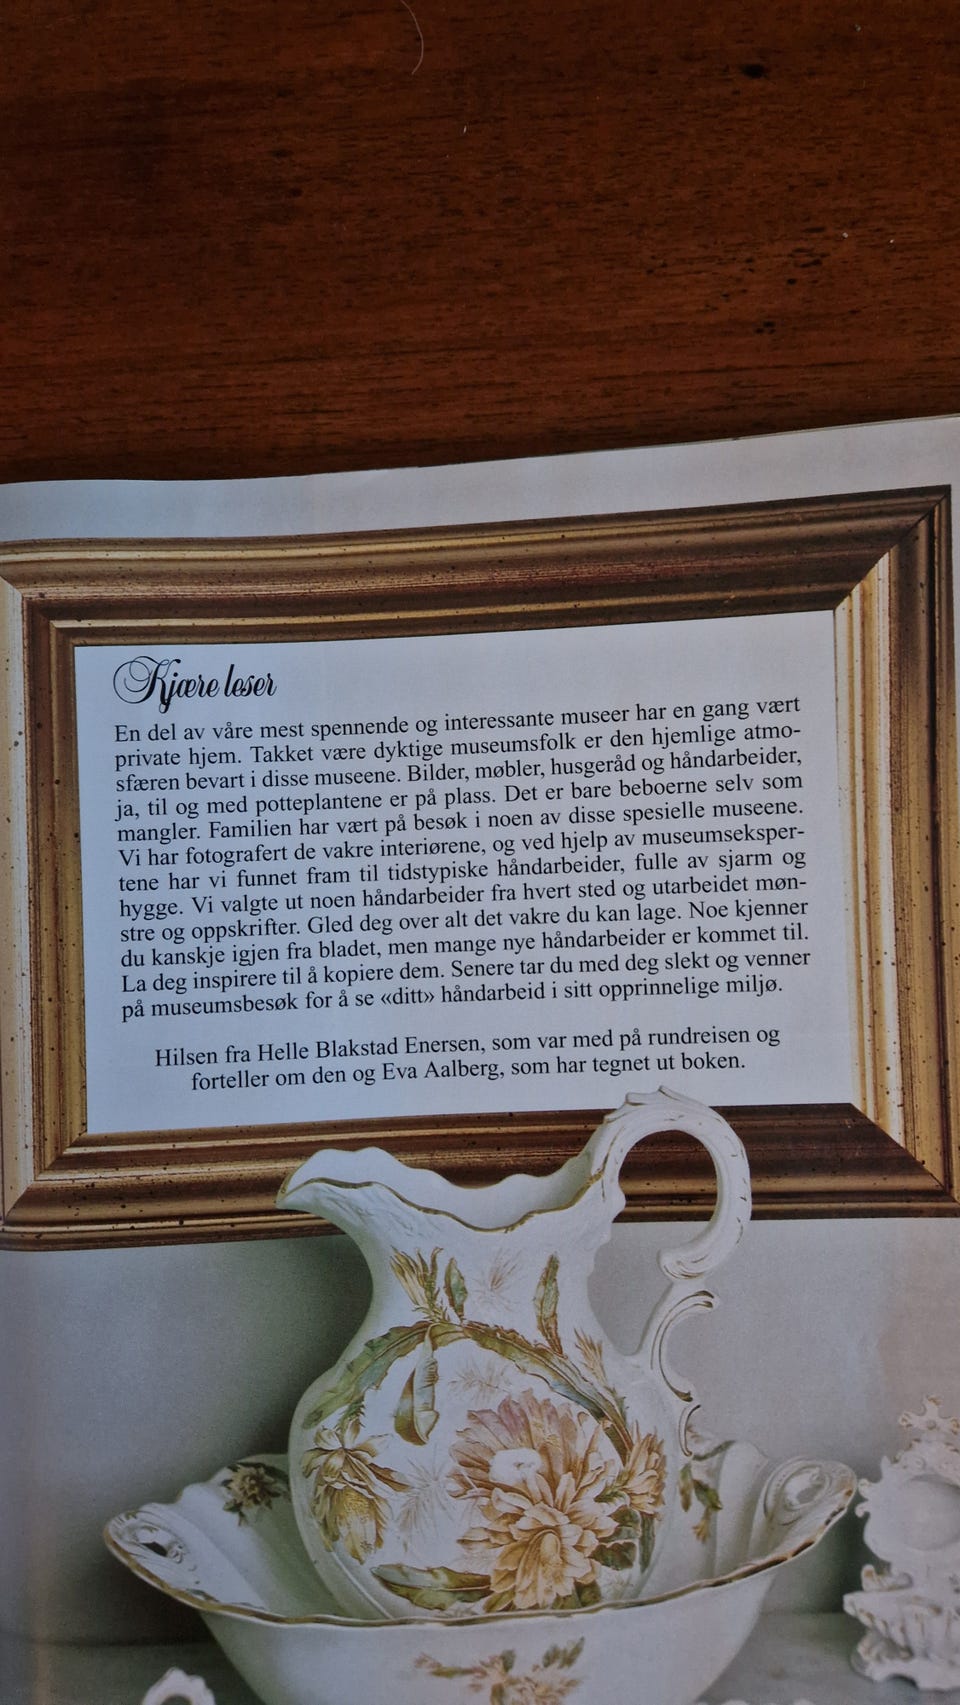 Kjære leser
En del av våre mest spennende og interessante museer har en gang vært
private hjem. Takket være dyktige museumsfolk er den hjemlige atmo-
sfæren bevart i disse museene. Bilder, møbler, husgeråd og håndarbeider,
ja, til og med potteplantene er på plass. Det er bare beboerne selv som
mangler. Familien har vært på besøk i noen av disse spesielle museene.
Vi har fotografert de vakre interiørene, og ved hjelp av museumseksper-
tene har vi funnet fram til tidstypiske håndarbeider, fulle av sjarm og
hygge. Vi valgte ut noen håndarbeider fra hvert sted og utarbeidet møn-
stre og oppskrifter. Gled deg over alt det vakre du kan lage. Noe kjenner
du kanskje igjen fra bladet, men mange nye håndarbeider er kommet til.
La deg inspirere til å kopiere dem. Senere tar du med deg slekt og venner
på museumsbesøk for å se «ditt» håndarbeid i sitt opprinnelige miljø.
Hilsen fra Helle Blakstad Enersen, som var med på rundreisen og
forteller om den og Eva Aalberg, som har tegnet ut boken.